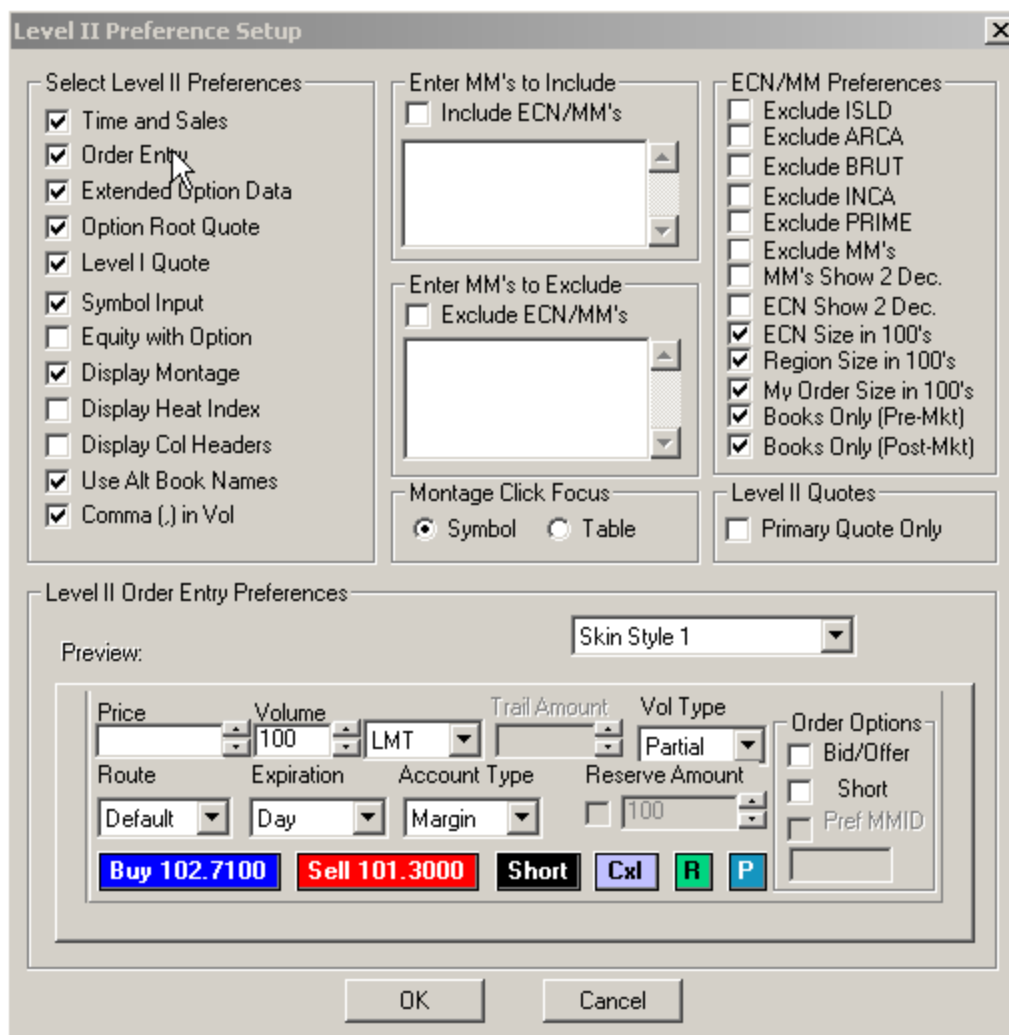 Level II Preference Setup
Select Level II Preferences
Time and Sales
Order Entry
Extended Option Data
Option Root Quote
Level I Quote
Symbol Input
Equity with Option
Display Montage
Display Heat Index
Display Col Headers
Use Alt Book Names
Comma (,) in Vol
Enter MM's to Include
Include ECN/MM's
Enter MM's to Exclude
Exclude ECN/MM's
Montage Click Focus
Symbol Table
ECN/MM Preferences
Exclude ISLD
Exclude ARCA
Exclude BRUT
Exclude INCA
Exclude PRIME
Exclude MM's
MM's Show 2 Dec.
ECN Show 2 Dec.
ECN Size in 100's
Region Size in 100's
My Order Size in 100's
Books Only (Pre-Mkt)
Books Only (Post-Mkt)
Level II Quotes
Primary Quote Only
Level II Order Entry Preferences
Skin Style 1
Preview:
Price Volume Trail Amount Vol Type
100 LMT Partial
Route Expiration Account Type Reserve Amount
Default Day Margin 100
Order Options
Bid/Offer
Short
Pref MMID
Buy 102.7100 Sell 101.3000 Short Cxl R P
OK Cancel